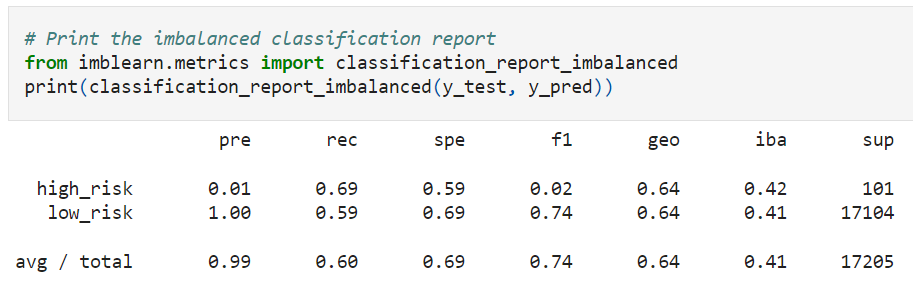 # Print the imbalanced classification report
from imblearn.metrics import classification_report_imbalanced
print(classification_report_imbalanced(y_test, y_pred))
pre rec spe f1 geo iba sup
high_risk 0.01 0.69 0.59 0.02 0.64 0.42 101
low_risk 1.00 0.59 0.69 0.74 0.64 0.41 17104
avg / total 0.99 0.60 0.69 0.74 0.64 0.41 17205